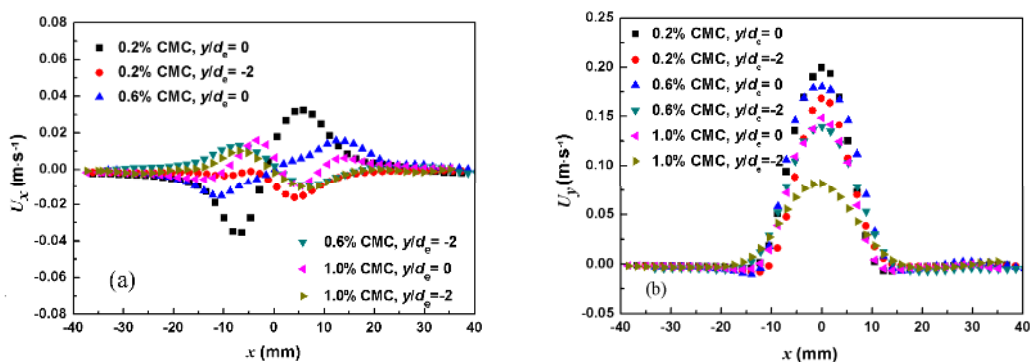 0.08
0.06
0.04
0.02
0.00
-0.02
-0.04
-0.06
-0.08
U_x (m·s⁻¹)
0.2% CMC, y/d_e= 0
0.2% CMC, y/d_e= -2
0.6% CMC, y/d_e= 0
0.6% CMC, y/d_e= -2
1.0% CMC, y/d_e= 0
1.0% CMC, y/d_e=-2
(a)
-40 -30 -20 -10 0 10 20 30 40
x (mm)
0.25
0.20
0.15
0.10
0.05
0.00
-0.05
U_y (m·s⁻¹)
0.2% CMC, y/d_e= 0
0.2% CMC, y/d_e=-2
0.6% CMC, y/d_e=0
0.6% CMC, y/d_e=-2
1.0% CMC, y/d_e= 0
1.0% CMC, y/d_e=-2
(b)
-40 -30 -20 -10 0 10 20 30 40
x (mm)